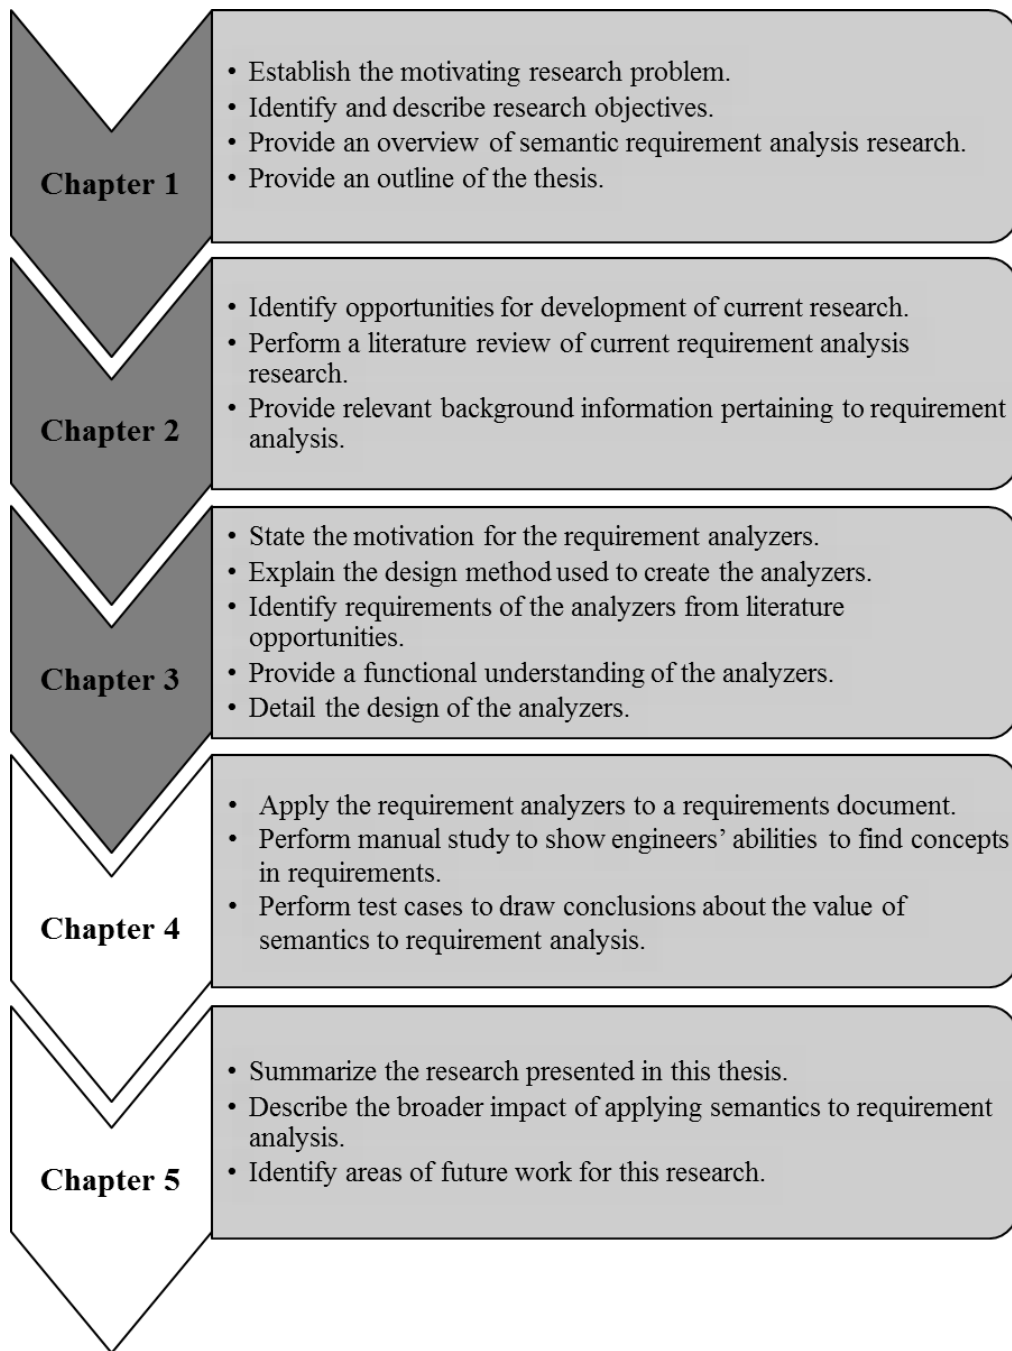 Chapter 1
• Establish the motivating research problem.
• Identify and describe research objectives.
• Provide an overview of semantic requirement analysis research.
• Provide an outline of the thesis.
Chapter 2
• Identify opportunities for development of current research.
• Perform a literature review of current requirement analysis
research.
• Provide relevant background information pertaining to requirement
analysis.
Chapter 3
• State the motivation for the requirement analyzers.
• Explain the design method used to create the analyzers.
• Identify requirements of the analyzers from literature
opportunities.
• Provide a functional understanding of the analyzers.
• Detail the design of the analyzers.
Chapter 4
• Apply the requirement analyzers to a requirements document.
• Perform manual study to show engineers’ abilities to find concepts
in requirements.
• Perform test cases to draw conclusions about the value of
semantics to requirement analysis.
Chapter 5
• Summarize the research presented in this thesis.
• Describe the broader impact of applying semantics to requirement
analysis.
• Identify areas of future work for this research.